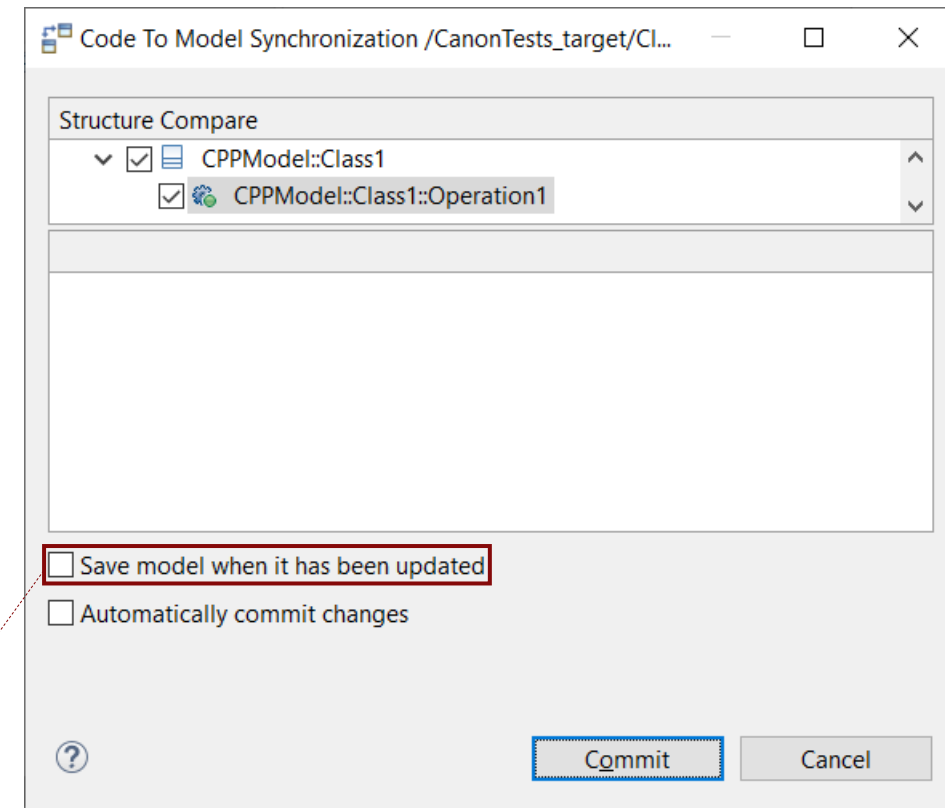 Code To Model Synchronization /CanonTests_target/Cl...
Structure Compare
CPPModel::Class1
CPPModel::Class1::Operation1
Save model when it has been updated
Automatically commit changes
?
Commit
Cancel